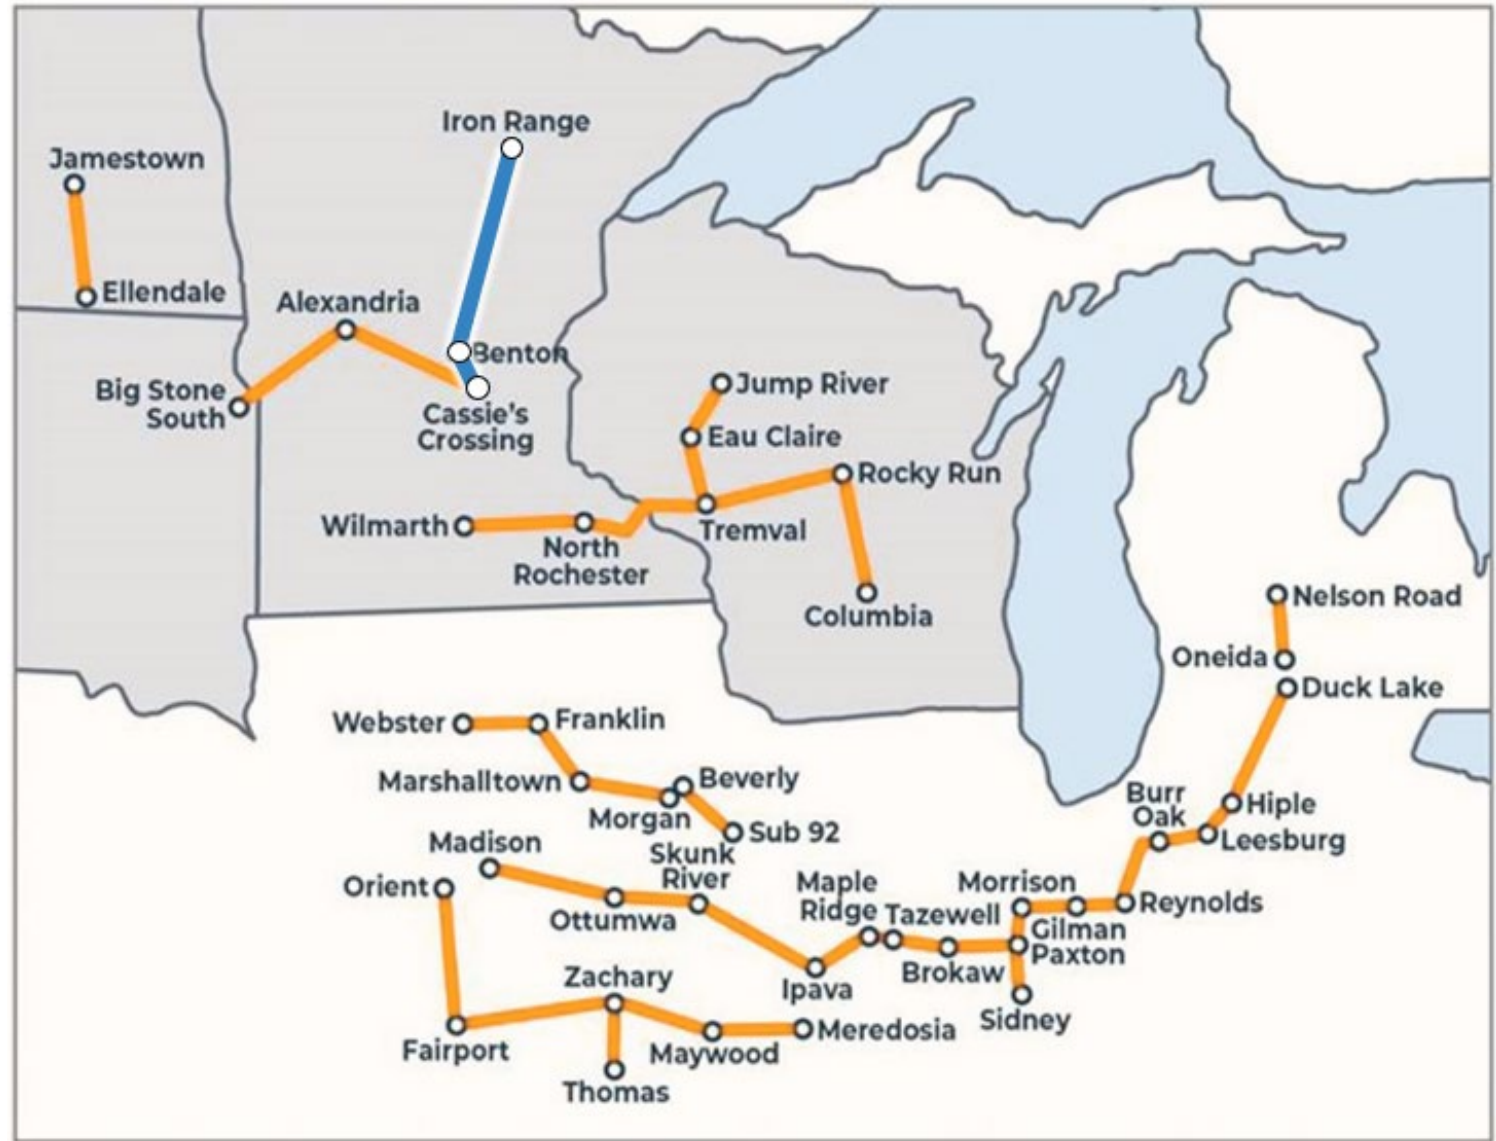 Iron Range
Jamestown
Ellendale
Alexandria
Benton
Big Stone
South
Cassie's
Crossing
Jump River
Eau Claire
Rocky Run
Wilmarth
North
Rochester
Tremval
Columbia
Nelson Road
Oneida
Duck Lake
Webster
Franklin
Marshalltown
Beverly
Morgan
Sub 92
Burr
Oak
Hiple
Leesburg
Madison
Skunk
River
Orient
Ottumwa
Maple
Ridge
Tazewell
Morrison
Reynolds
Gilman
Paxton
Brokaw
Ipava
Sidney
Zachary
Fairport
Maywood
Meredosia
Thomas